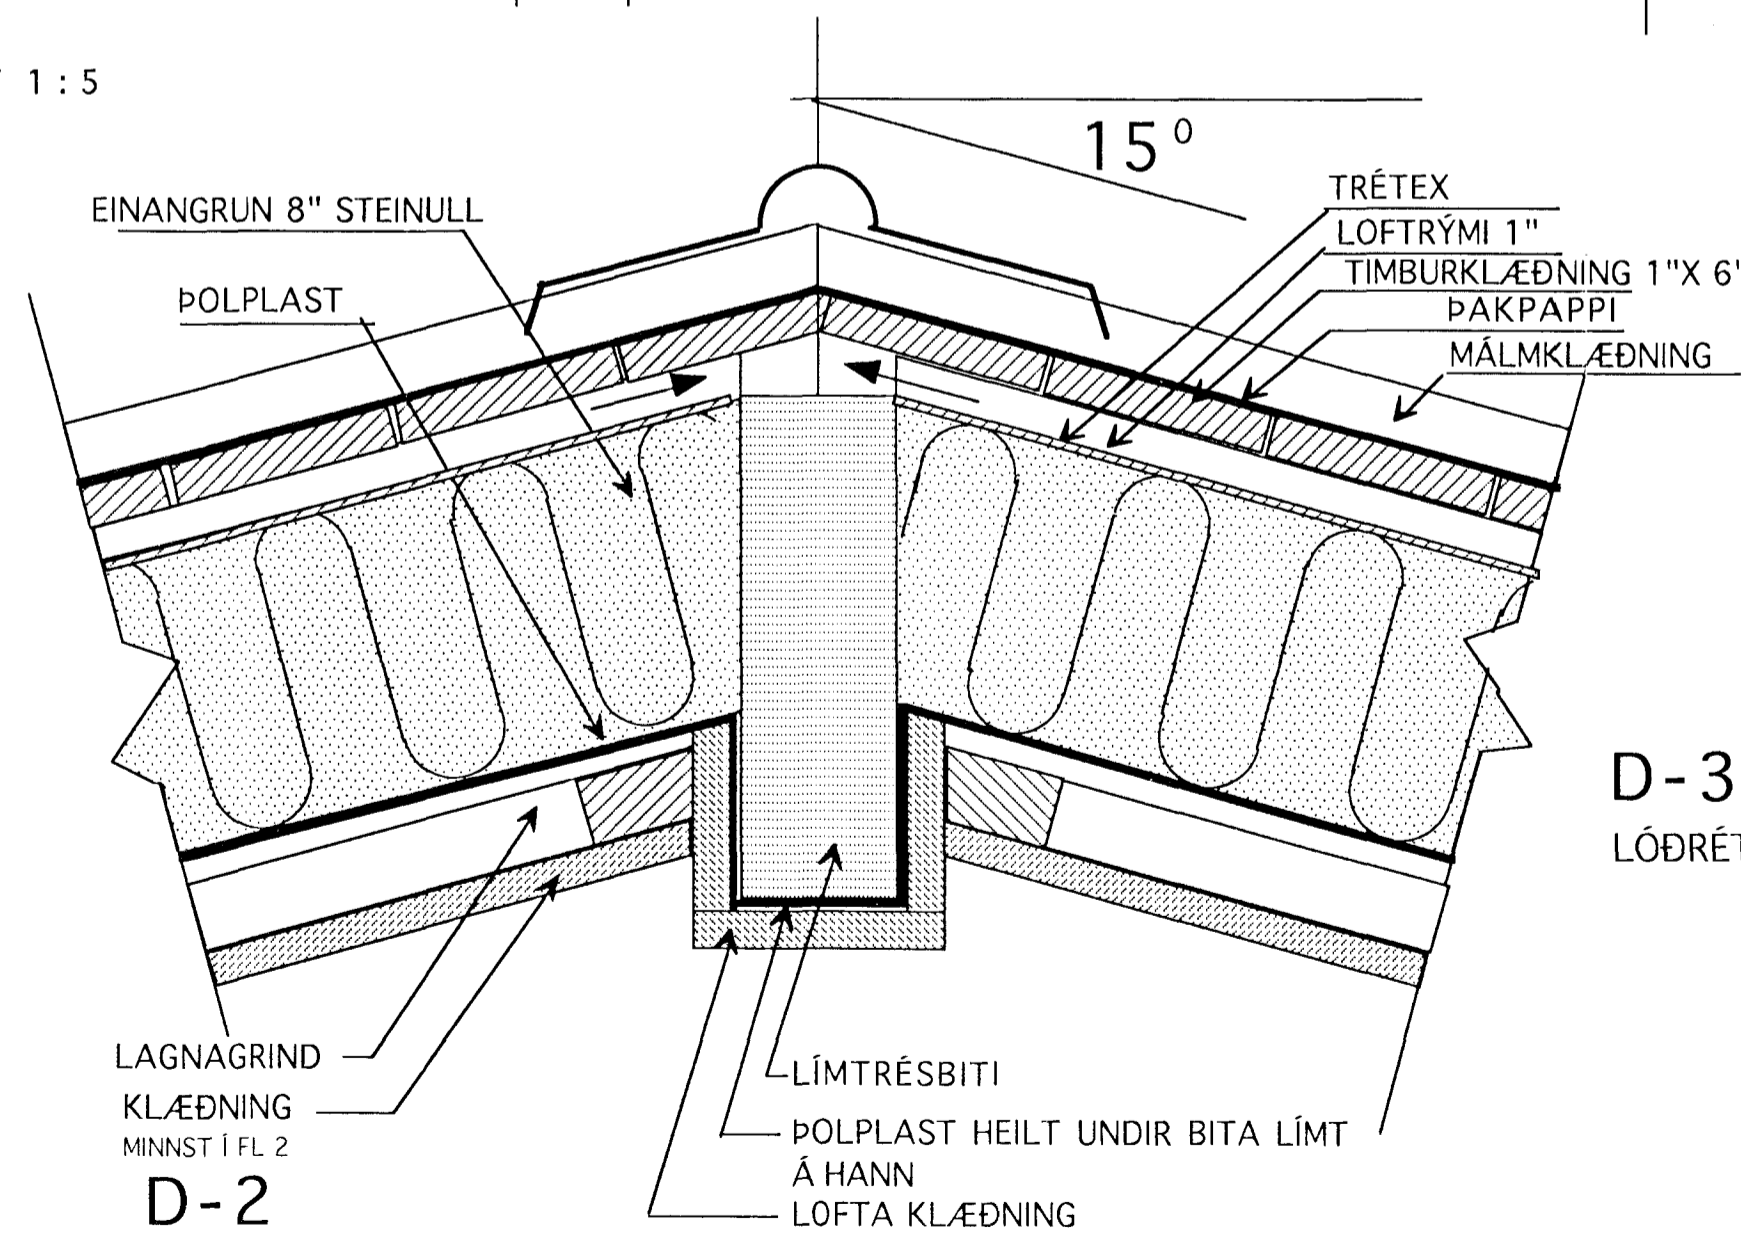 1 : 5
15°
EINANGRUN 8" STEINULL
ÞOLPLAST
TRÉTEX
LOFTRÝMI 1"
TIMBURKLÆÐNING 1"X 6"
ÞAKPAPPI
MÁLMKLÆÐNING
D-3
LÓÐRÉT
LAGNAGRIND
KLÆÐNING
MINNST Í FL 2
D-2
LÍMTRÉSBITI
ÞOLPLAST HEILT UNDIR BITA LÍMT
Á HANN
LOFTA KLÆÐNING